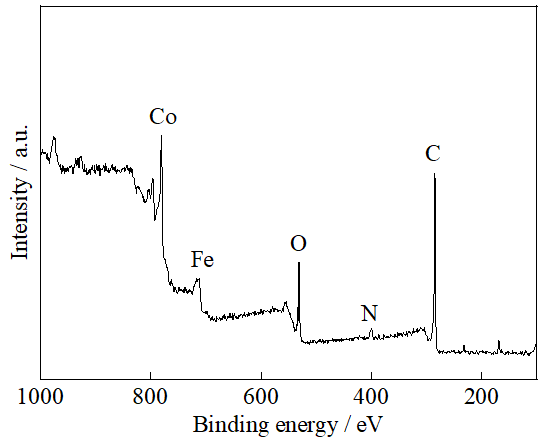 Intensity / a.u.
Co
C
Fe
O
N
1000
800
600
400
200
Binding energy / eV